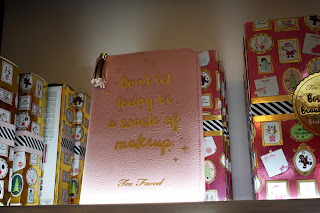 Don't let
today be
a waste of
makeup.
Too Faced